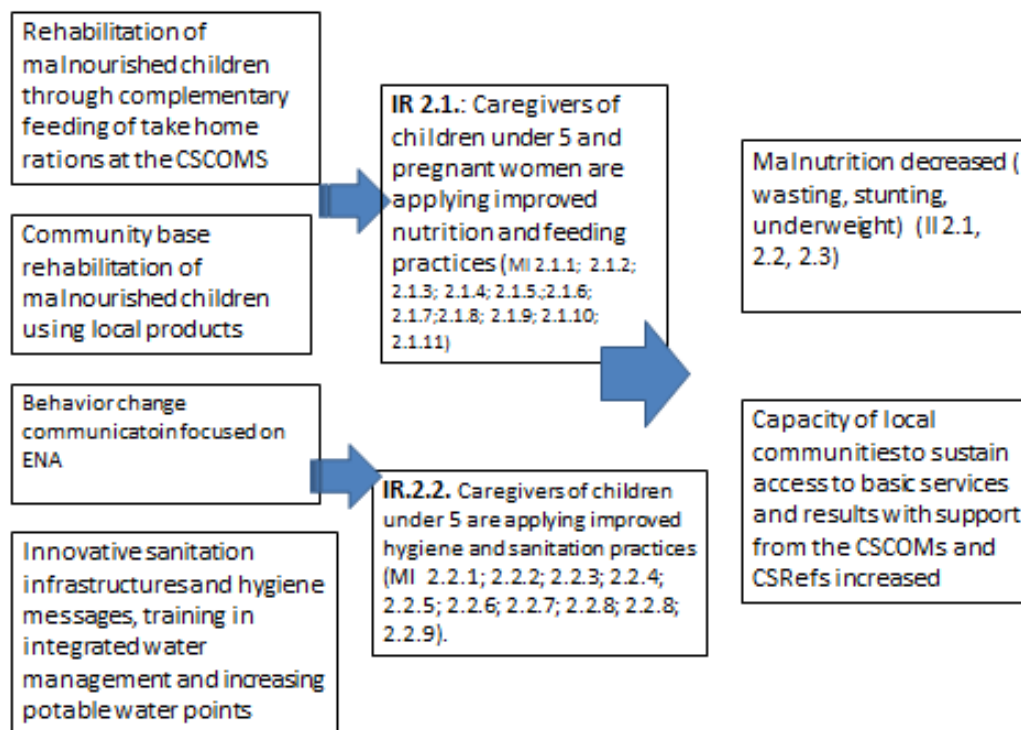 Rehabilitation of
malnourished children
through complementary
feeding of take home
rations at the CSCOMS
Community base
rehabilitation of
malnourished children
using local products
Behavior change
communicatoin focused on
ENA
Innovative sanitation
infrastructures and hygiene
messages, training in
integrated water
management and increasing
potable water points
IR 2.1.: Caregivers of
children under 5 and
pregnant women are
applying improved
nutrition and feeding
practices (MI 2.1.1; 2.1.2;
2.1.3; 2.1.4; 2.1.5.;2.1.6;
2.1.7;2.1.8; 2.1.9; 2.1.10;
2.1.11)
IR.2.2. Caregivers of children
under 5 are applying improved
hygiene and sanitation practices
(MI 2.2.1; 2.2.2; 2.2.3; 2.2.4;
2.2.5; 2.2.6; 2.2.7; 2.2.8; 2.2.8;
2.2.9).
Malnutrition decreased (
wasting, stunting,
underweight) (II 2.1,
2.2, 2.3)
Capacity of local
communities to sustain
access to basic services
and results with support
from the CSCOMs and
CSRefs increased